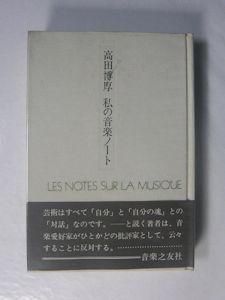 高田博厚 私の音楽ノート
LES NOTES SUR LA MUSIQUE
芸術はすべて「自分」と「自分の魂」との
「対話」なのです。――と説く著者は、音
楽愛好家がひとかどの批評家として、云々
することに反対する。…………………
音楽之友社